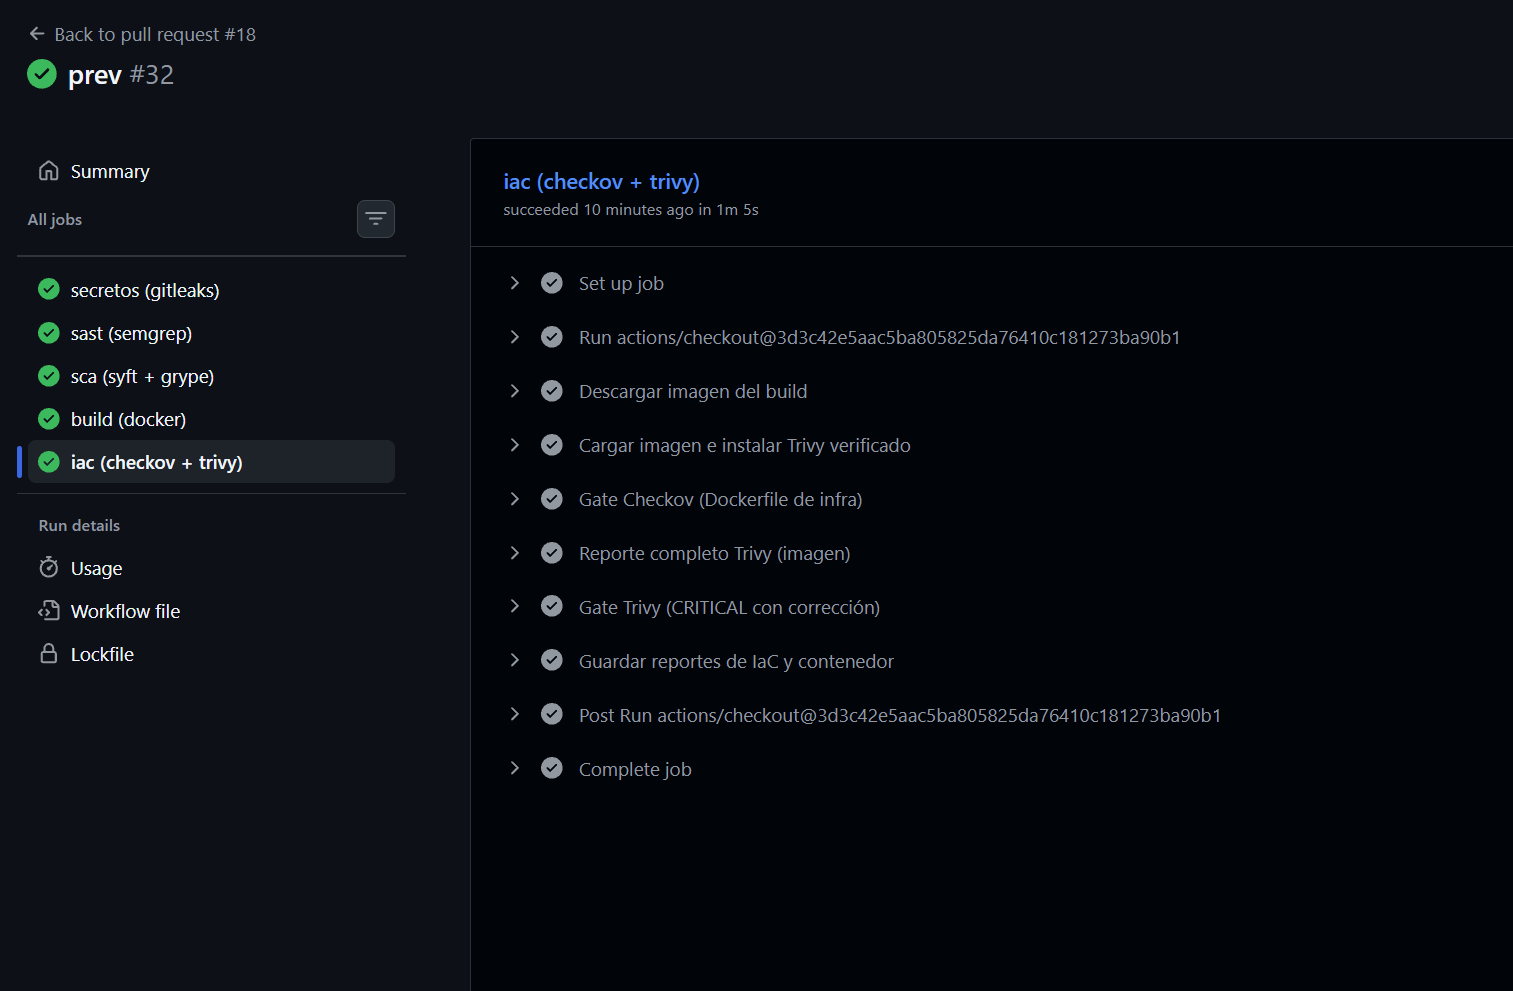 Back to pull request #18
prev #32
Summary
All jobs
secretos (gitleaks)
sast (semgrep)
sca (syft + grype)
build (docker)
iac (checkov + trivy)
Run details
Usage
Workflow file
Lockfile
iac (checkov + trivy)
succeeded 10 minutes ago in 1m 5s
Set up job
Run actions/checkout@3d3c42e5aac5ba805825da76410c181273ba90b1
Descargar imagen del build
Cargar imagen e instalar Trivy verificado
Gate Checkov (Dockerfile de infra)
Reporte completo Trivy (imagen)
Gate Trivy (CRITICAL con corrección)
Guardar reportes de IaC y contenedor
Post Run actions/checkout@3d3c42e5aac5ba805825da76410c181273ba90b1
Complete job